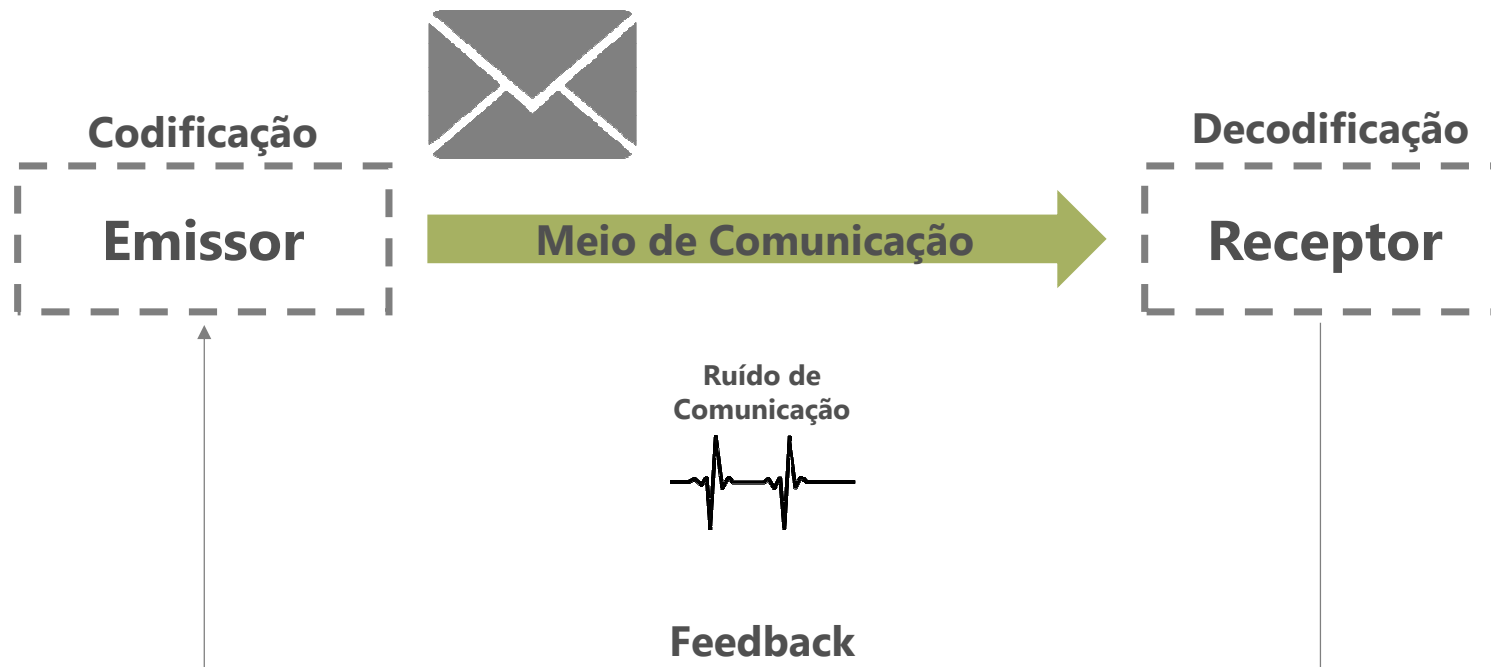 Codificação
Decodificação
Emissor
Meio de Comunicação
Receptor
Ruído de
Comunicação
Feedback